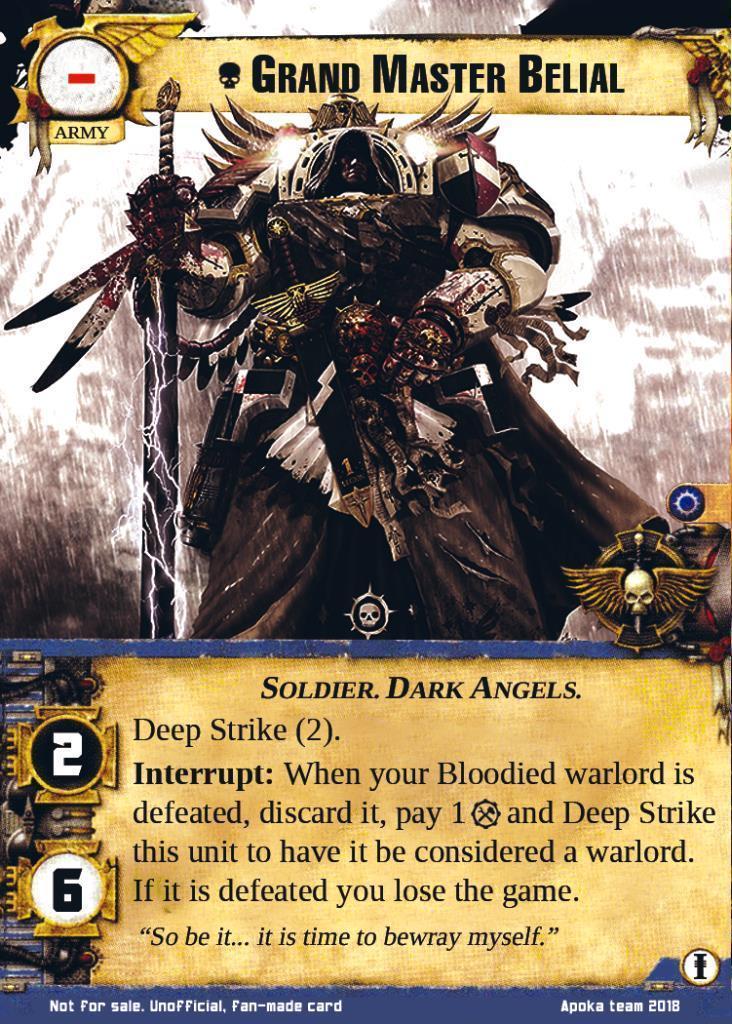 GRAND MASTER BELIAL
-
ARMY
SOLDIER. DARK ANGELS.
2
Deep Strike (2).
Interrupt: When your Bloodied warlord is
defeated, discard it, pay 1 and Deep Strike
this unit to have it be considered a warlord.
6
If it is defeated you lose the game.
“So be it... it is time to bewray myself.”
I
Not for sale. Unofficial, fan-made card
Apoka team 2018